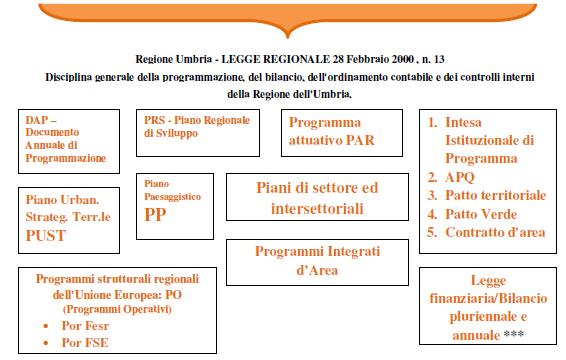 Regione Umbria - LEGGE REGIONALE 28 Febbraio 2000 , n. 13
Disciplina generale della programmazione, del bilancio, dell'ordinamento contabile e dei controlli interni
della Regione dell'Umbria.
DAP –
Documento
Annuale di
Programmazione
PRS - Piano Regionale
di Sviluppo
Programma
attuativo PAR
1. Intesa
Istituzionale di
Programma
2. APQ
3. Patto territoriale
4. Patto Verde
5. Contratto d'area
Piano Urban.
Strateg. Terr.le
PUST
Piano
Paesaggistico
PP
Piani di settore ed
intersettoriali
Programmi Integrati
d'Area
Programmi strutturali regionali
dell'Unione Europea: PO
(Programmi Operativi)
• Por Fesr
• Por FSE
Legge
finanziaria/Bilancio
pluriennale e
annuale ***